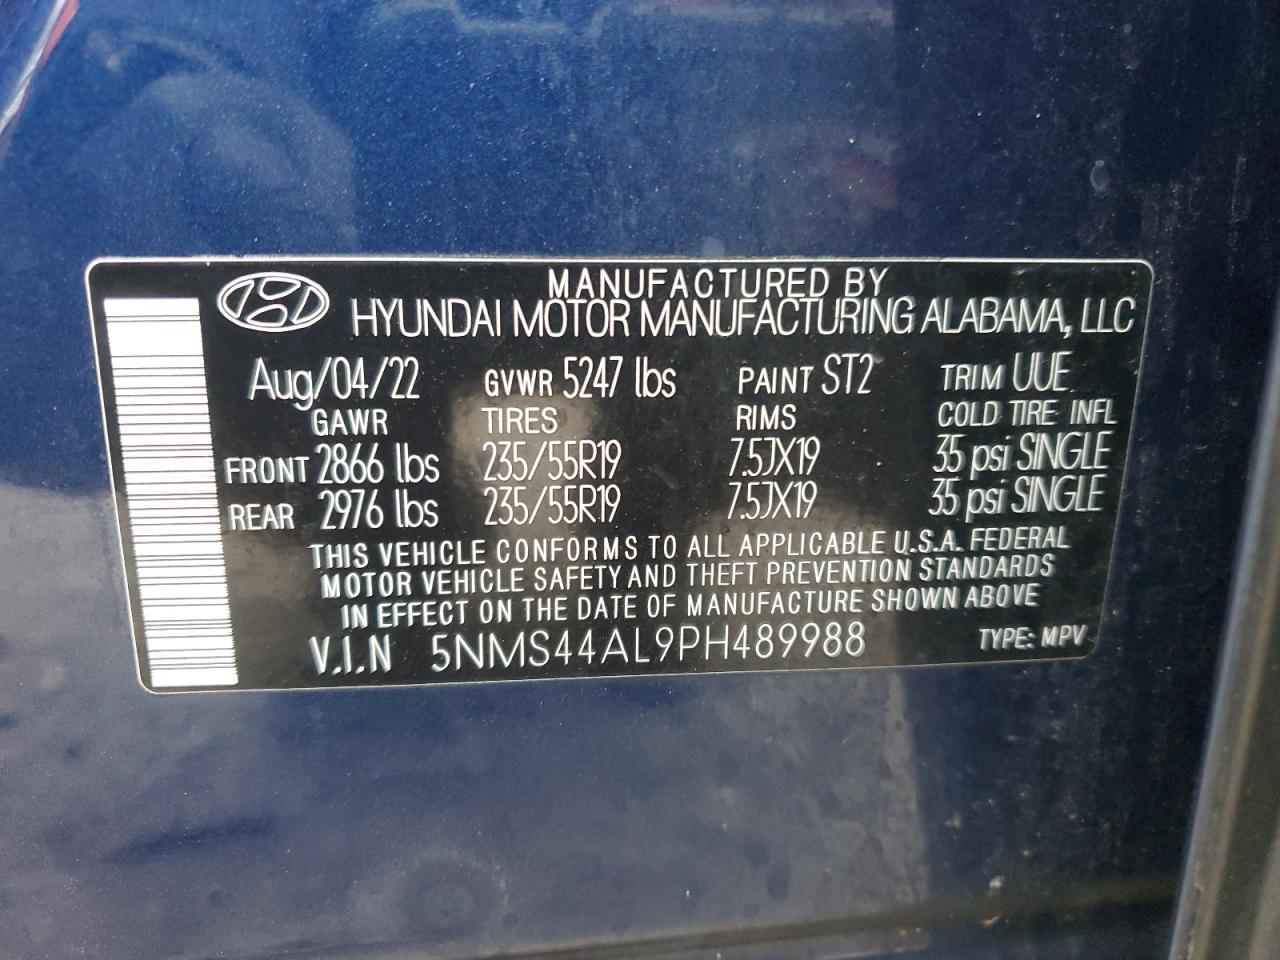 MANUFACTURED BY
HYUNDAI MOTOR MANUFACTURING ALABAMA, LLC
Aug/04/22 GVWR 5247 lbs PAINT ST2 TRIM UUE
GAWR TIRES RIMS COLD TIRE INFL
FRONT 2866 lbs 235/55R19 7.5JX19 35 psi SINGLE
REAR 2976 lbs 235/55R19 7.5JX19 35 psi SINGLE
THIS VEHICLE CONFORMS TO ALL APPLICABLE U.S.A. FEDERAL
MOTOR VEHICLE SAFETY AND THEFT PREVENTION STANDARDS
IN EFFECT ON THE DATE OF MANUFACTURE SHOWN ABOVE
V.I.N 5NMS44AL9PH489988 TYPE: MPV